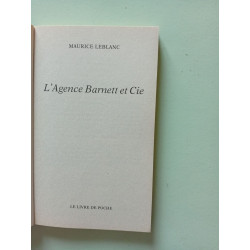 MAURICE LEBLANC
L'Agence Barnett et Cie
LE LIVRE DE POCHE